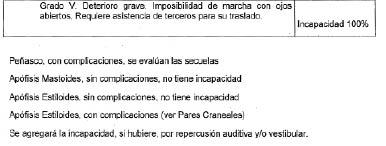 Grado V. Deterioro grave. Imposibilidad de marcha con ojos
abiertos, Requiere asistencia de terceros para su traslado.
Incapacidad 100%
Peñasco, con complicaciones, se evalúan las secuelas
Apófisis Mastoides, sin complicaciones, no tiene incapacidad
Apófisis Estiloides, sin complicaciones, no tiene incapacidad
Apófisis Estiloides, con complicaciones (ver Pares Craneales)
Se agregará la incapacidad, si hubiere, por repercusión auditiva y/o vestibular.